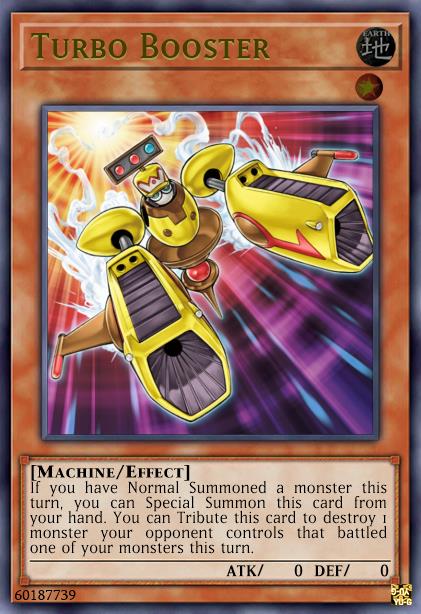 Turbo Booster
EARTH
地
[Machine/Effect]
If you have Normal Summoned a monster this
turn, you can Special Summon this card from
your hand. You can Tribute this card to destroy 1
monster your opponent controls that battled
one of your monsters this turn.
ATK/ 0 DEF/ 0
60187739